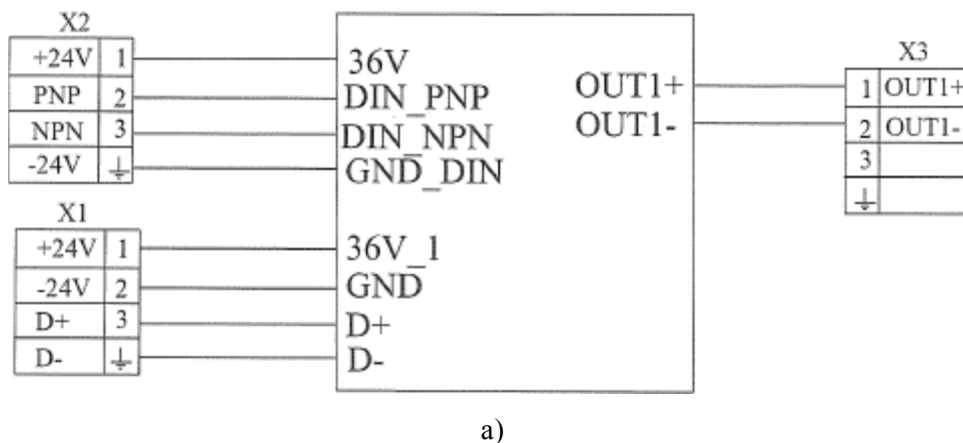 X2
+24V 1
PNP 2
NPN 3
-24V ⏚
X1
+24V 1
-24V 2
D+ 3
D- ⏚
36V
DIN_PNP
DIN_NPN
GND_DIN
36V_1
GND
D+
D-
OUT1+
OUT1-
X3
1 OUT1+
2 OUT1-
3
⏚
a)